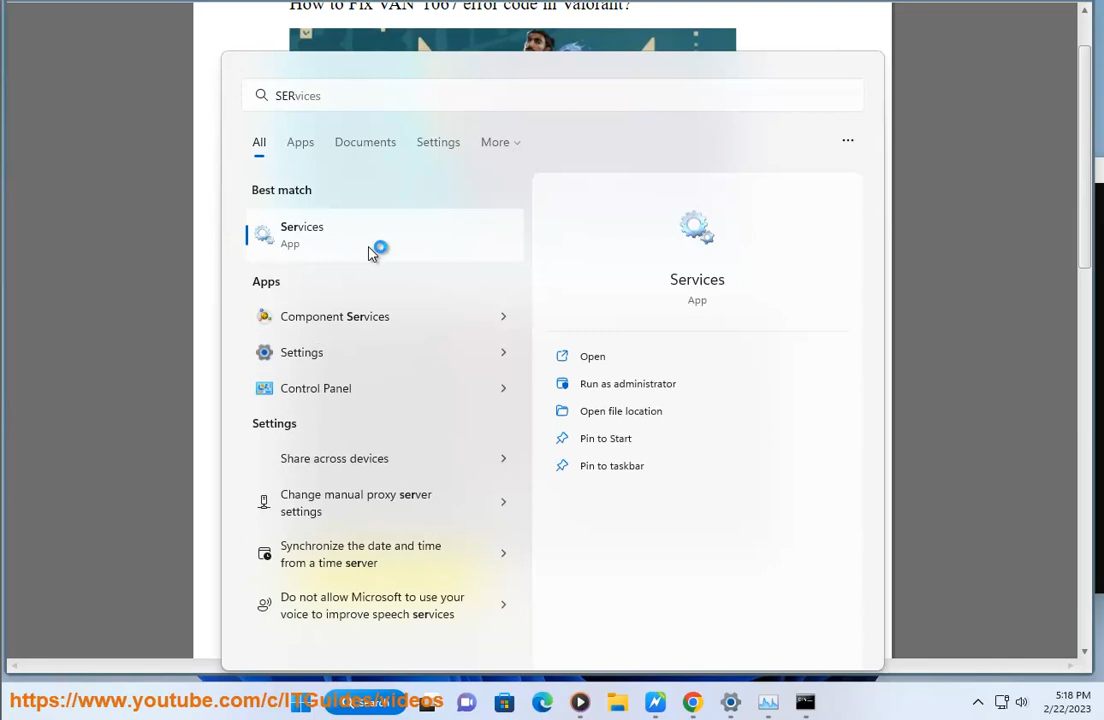 How to Fix VAN 1067 error code in Valorant?
SERvices
All Apps Documents Settings More
Best match
Services
App
Apps
Component Services
Settings
Control Panel
Settings
Share across devices
Change manual proxy server
settings
Synchronize the date and time
from a time server
Do not allow Microsoft to use your
voice to improve speech services
Services
App
Open
Run as administrator
Open file location
Pin to Start
Pin to taskbar
https://www.youtube.com/c/ITGuides/videos
Search
5:18 PM
2/22/2023